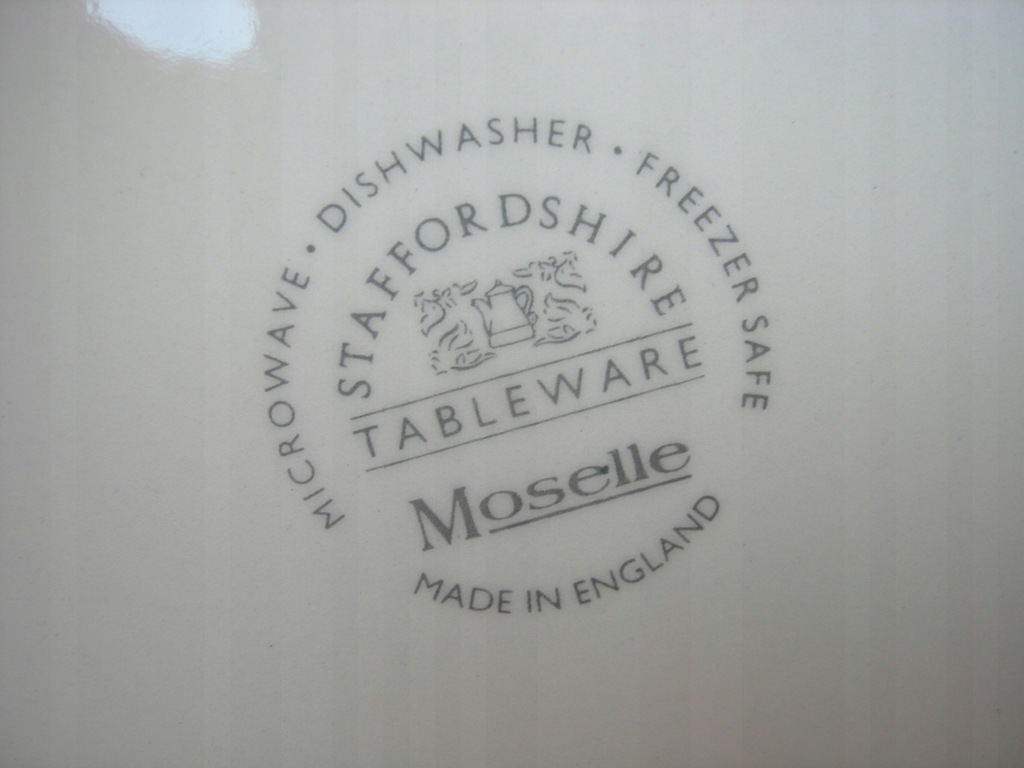 MICROWAVE • DISHWASHER • FREEZER SAFE
STAFFORDSHIRE
TABLEWARE
Moselle
MADE IN ENGLAND